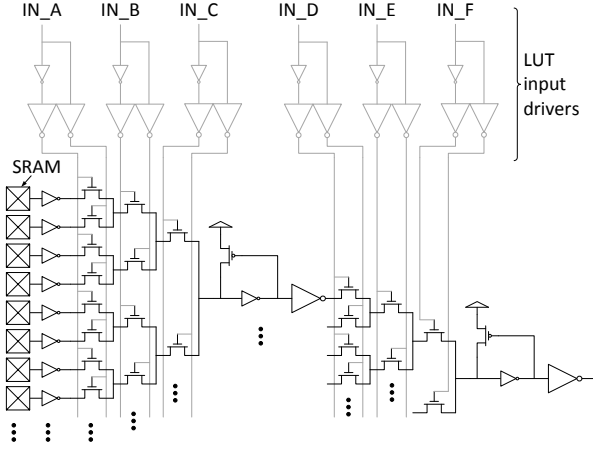 IN_A IN_B IN_C IN_D IN_E IN_F
LUT
input
drivers
SRAM